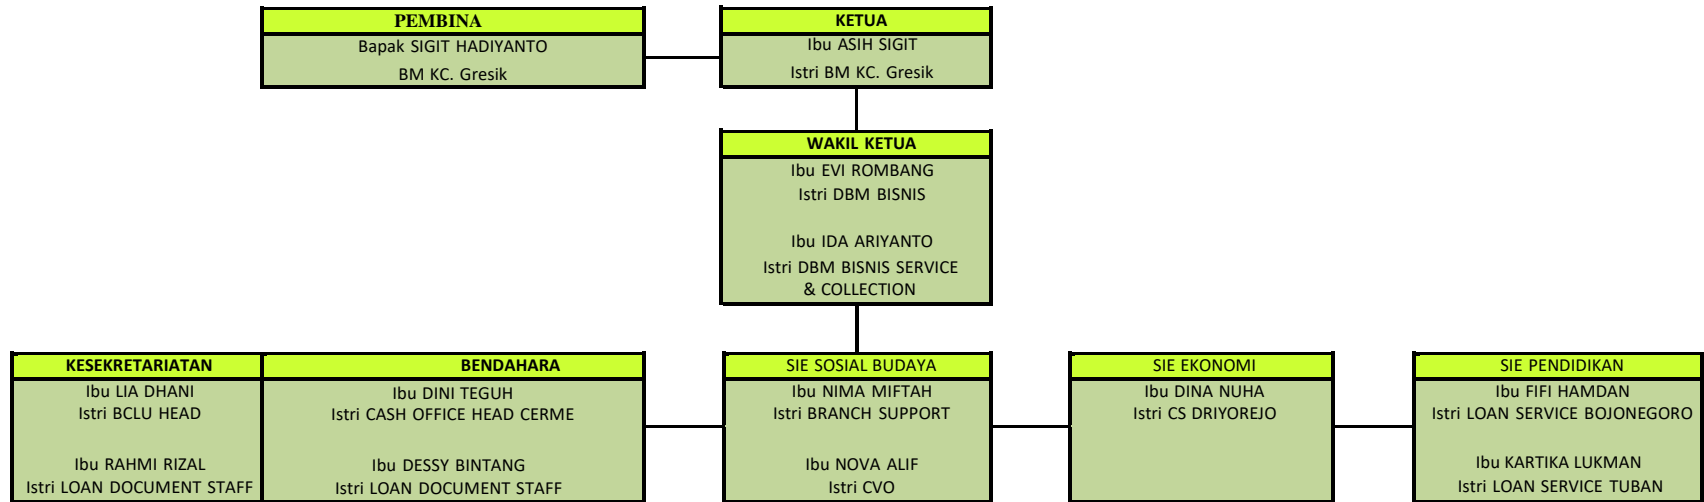 PEMBINA
Bapak SIGIT HADIYANTO
BM KC. Gresik
KETUA
Ibu ASIH SIGIT
Istri BM KC. Gresik
WAKIL KETUA
Ibu EVI ROMBANG
Istri DBM BISNIS
Ibu IDA ARIYANTO
Istri DBM BISNIS SERVICE
& COLLECTION
KESEKRETARIATAN
Ibu LIA DHANI
Istri BCLU HEAD
Ibu RAHMI RIZAL
Istri LOAN DOCUMENT STAFF
BENDAHARA
Ibu DINI TEGUH
Istri CASH OFFICE HEAD CERME
Ibu DESSY BINTANG
Istri LOAN DOCUMENT STAFF
SIE SOSIAL BUDAYA
Ibu NIMA MIFTAH
Istri BRANCH SUPPORT
Ibu NOVA ALIF
Istri CVO
SIE EKONOMI
Ibu DINA NUHA
Istri CS DRIYOREJO
SIE PENDIDIKAN
Ibu FIFI HAMDAN
Istri LOAN SERVICE BOJONEGORO
Ibu KARTIKA LUKMAN
Istri LOAN SERVICE TUBAN